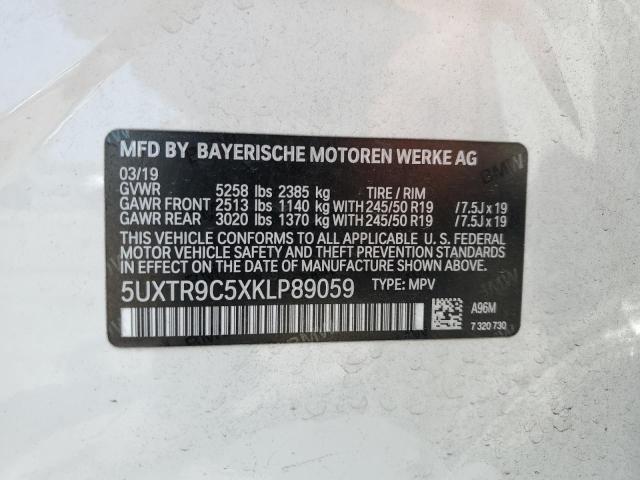 MFD BY BAYERISCHE MOTOREN WERKE AG
03/19
GVWR 5258 lbs 2385 kg TIRE / RIM
GAWR FRONT 2513 lbs 1140 kg WITH 245/50 R19 / 7.5J x 19
GAWR REAR 3020 lbs 1370 kg WITH 245/50 R19 / 7.5J x 19
THIS VEHICLE CONFORMS TO ALL APPLICABLE U. S. FEDERAL
MOTOR VEHICLE SAFETY, BUMPER, AND THEFT PREVENTION
STANDARDS IN EFFECT ON THE DATE OF MANUFACTURE SHOWN ABOVE.
5UXTR9C5XKLP89059 TYPE: MPV
A96M
7 320 730